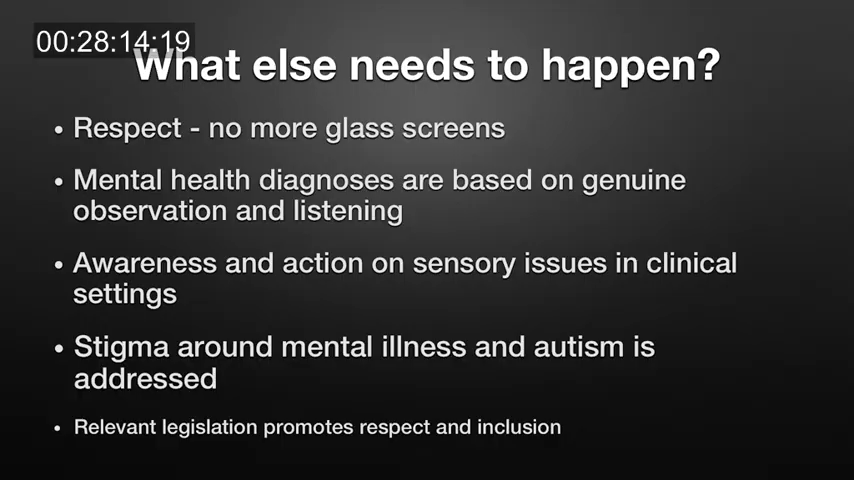 00:28:14:19
What else needs to happen?
• Respect - no more glass screens
• Mental health diagnoses are based on genuine
observation and listening
• Awareness and action on sensory issues in clinical
settings
• Stigma around mental illness and autism is
addressed
• Relevant legislation promotes respect and inclusion